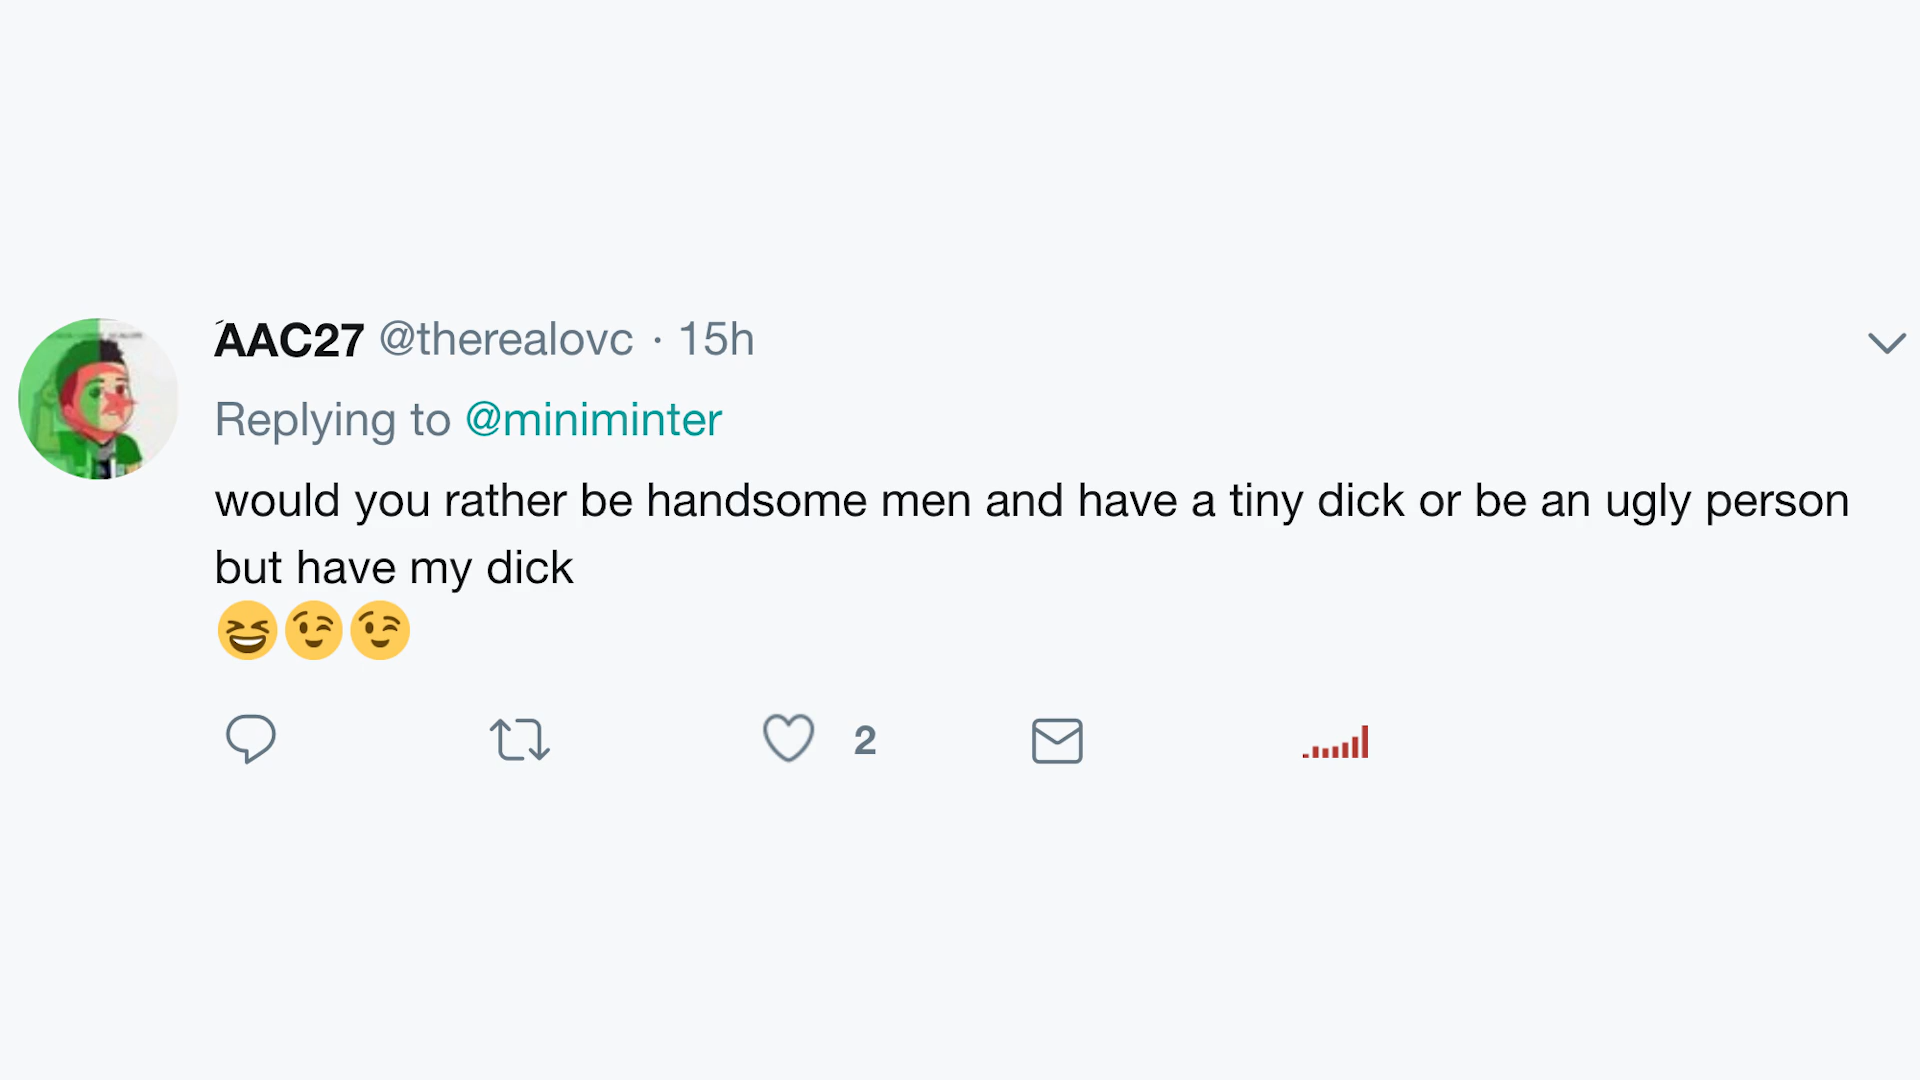 ÁAC27 @therealovc · 15h
Replying to @miniminter
would you rather be handsome men and have a tiny dick or be an ugly person
but have my dick
😆😉😉
2